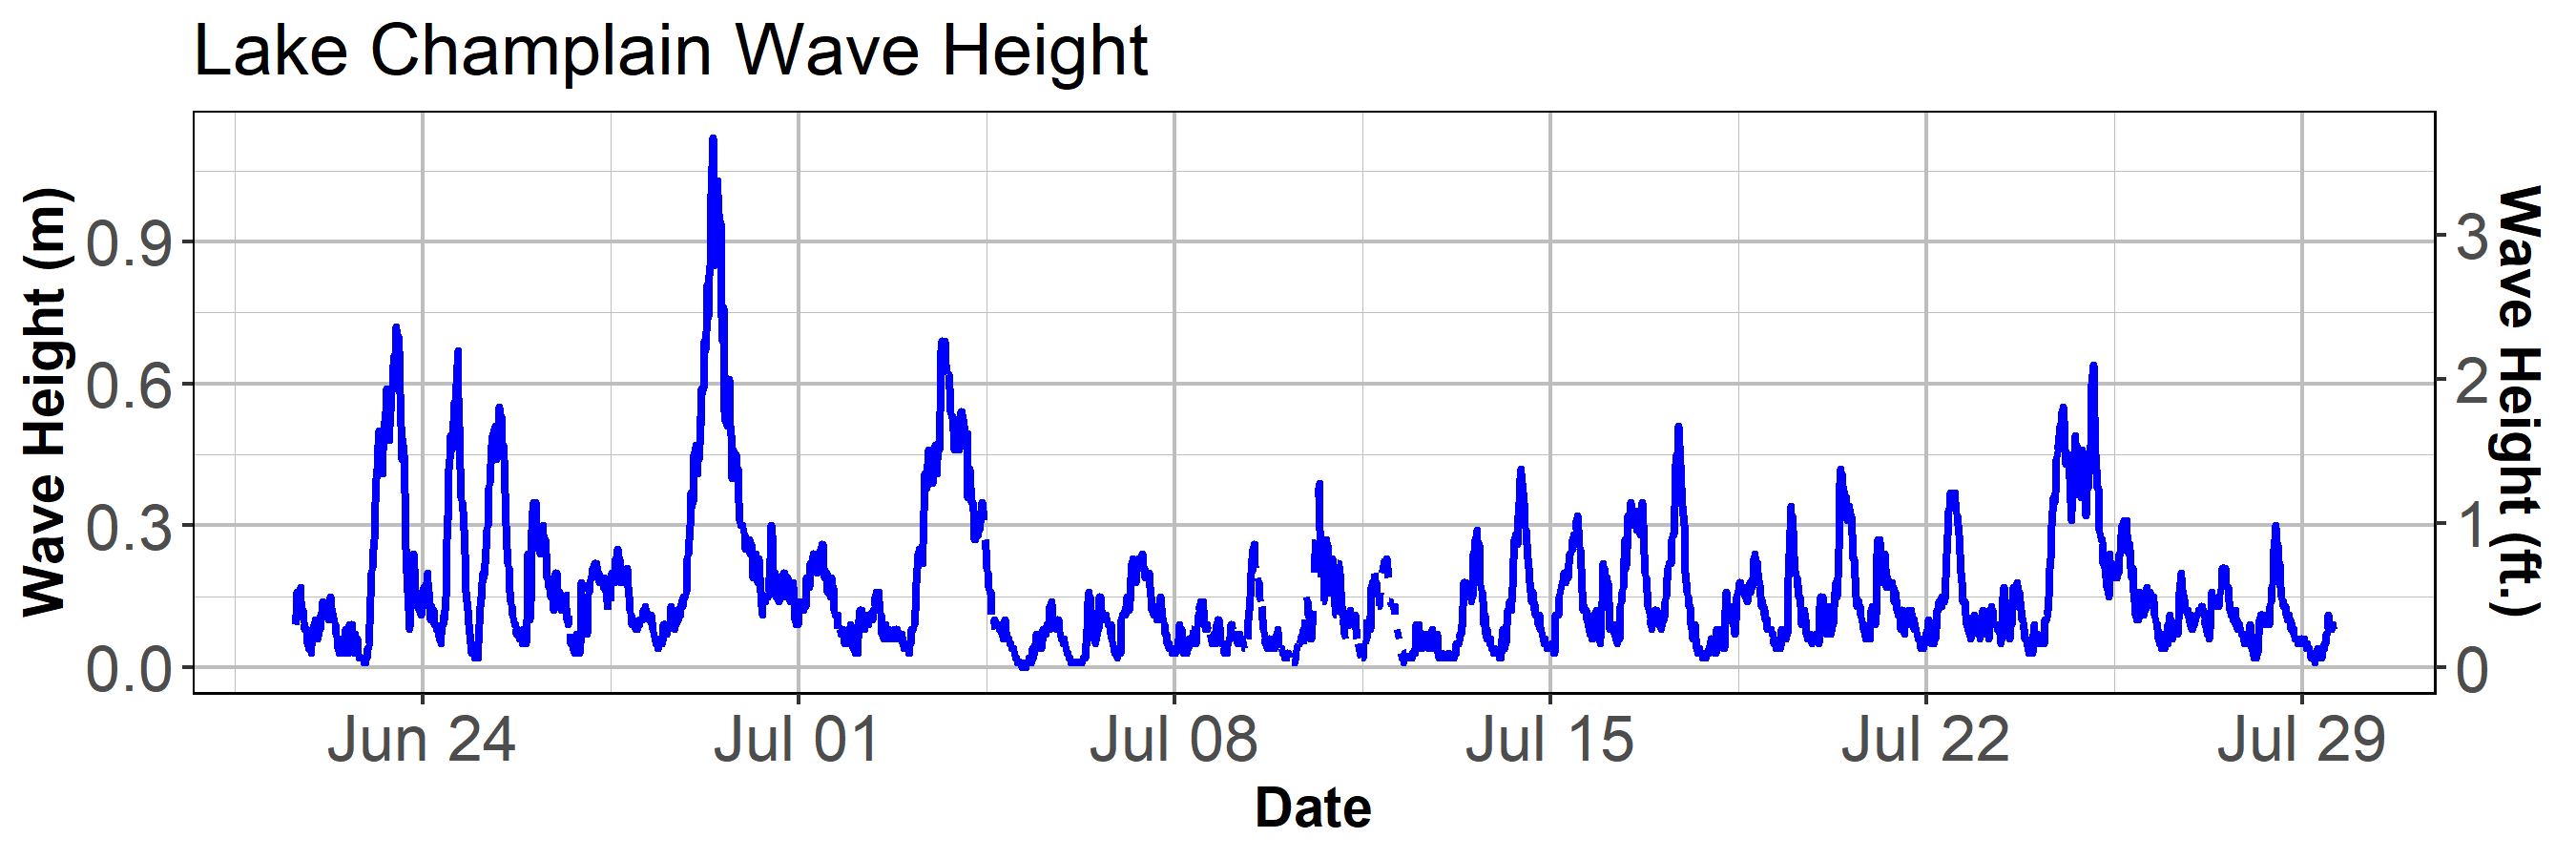 Lake Champlain Wave Height
Wave Height (m)
0.9
0.6
0.3
0.0
3
2
1
0
Wave Height (ft.)
Jun 24
Jul 01
Jul 08
Jul 15
Jul 22
Jul 29
Date